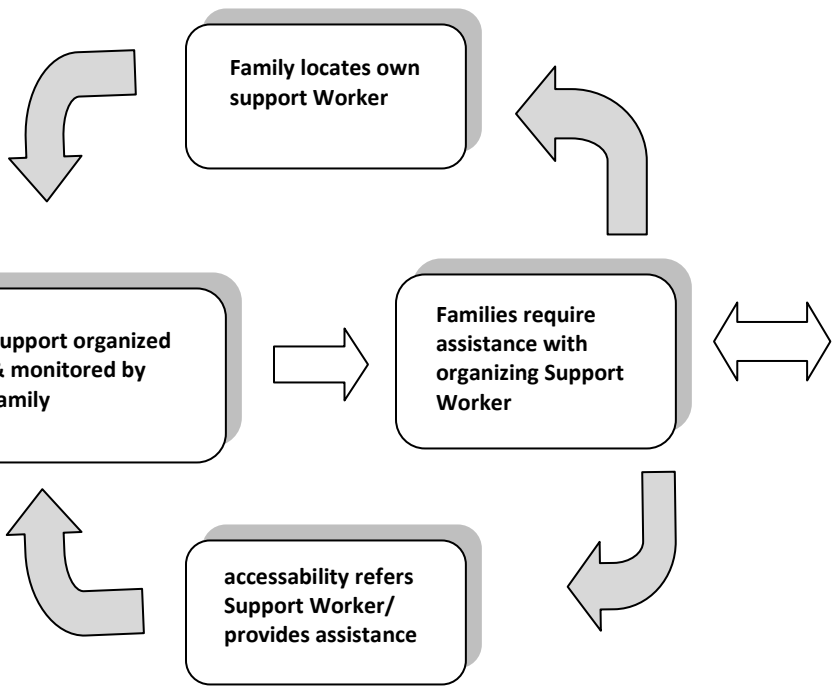 Family locates own
support Worker
upport organized
& monitored by
amily
Families require
assistance with
organizing Support
Worker
accessability refers
Support Worker/
provides assistance